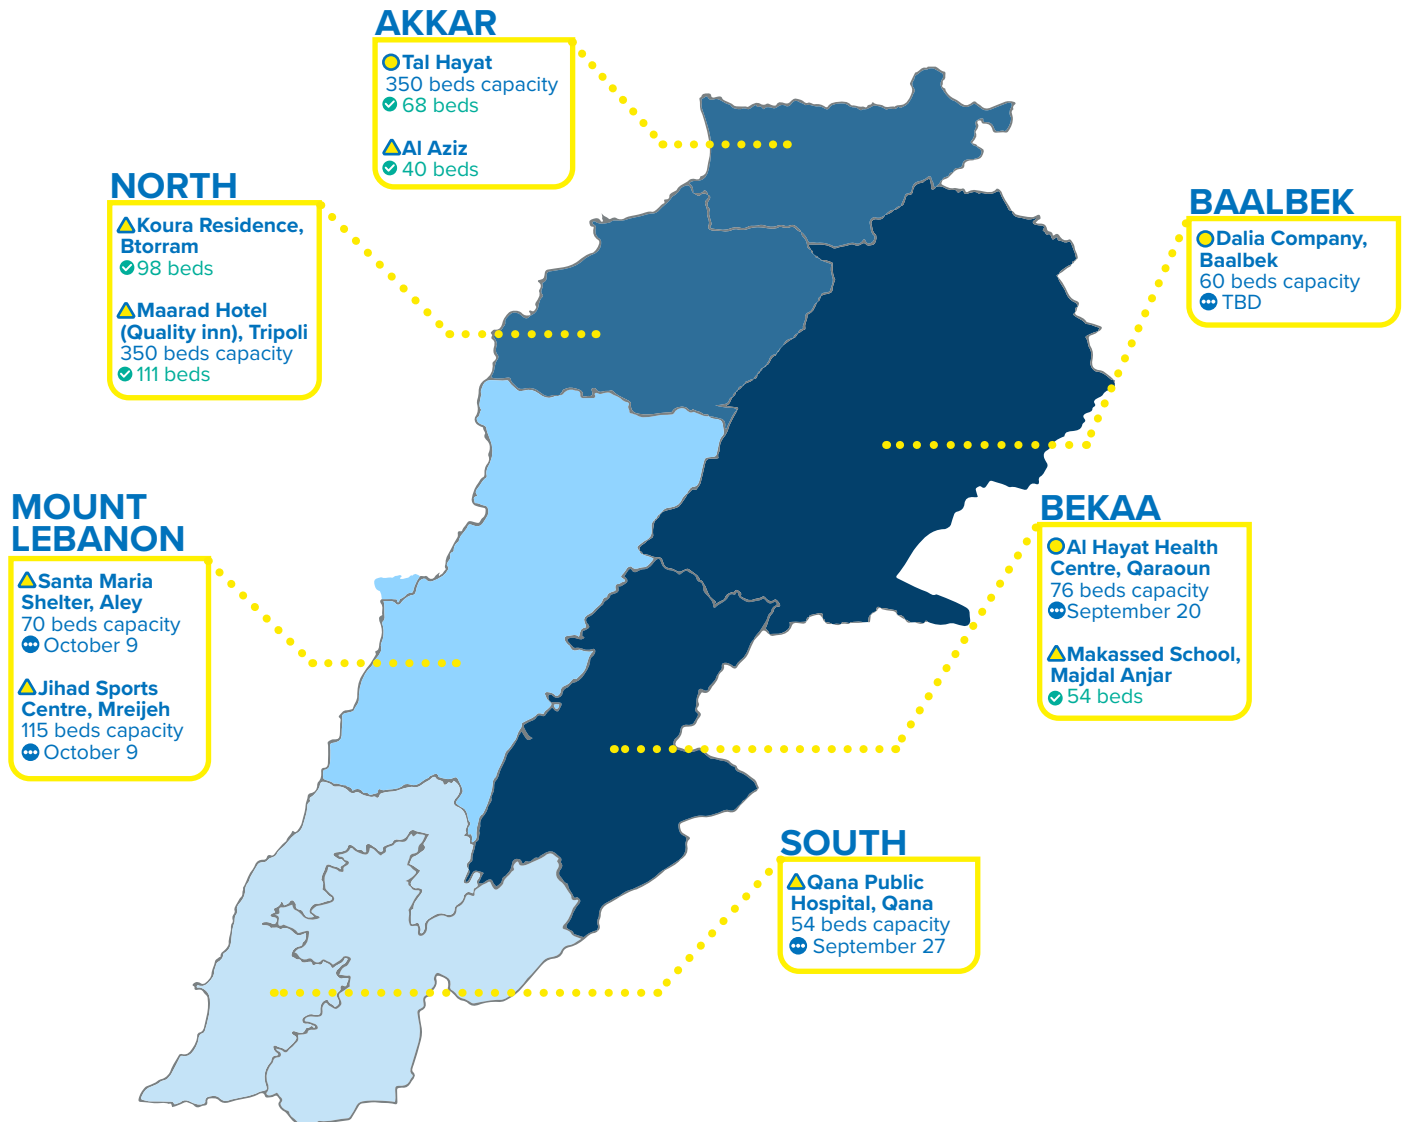 AKKAR
Tal Hayat
350 beds capacity
68 beds
Al Aziz
40 beds
NORTH
Koura Residence,
Btorram
98 beds
Maarad Hotel
(Quality inn), Tripoli
350 beds capacity
111 beds
BAALBEK
Dalia Company,
Baalbek
60 beds capacity
TBD
MOUNT
LEBANON
Santa Maria
Shelter, Aley
70 beds capacity
October 9
Jihad Sports
Centre, Mreijeh
115 beds capacity
October 9
BEKAA
Al Hayat Health
Centre, Qaraoun
76 beds capacity
September 20
Makassed School,
Majdal Anjar
54 beds
SOUTH
Qana Public
Hospital, Qana
54 beds capacity
September 27